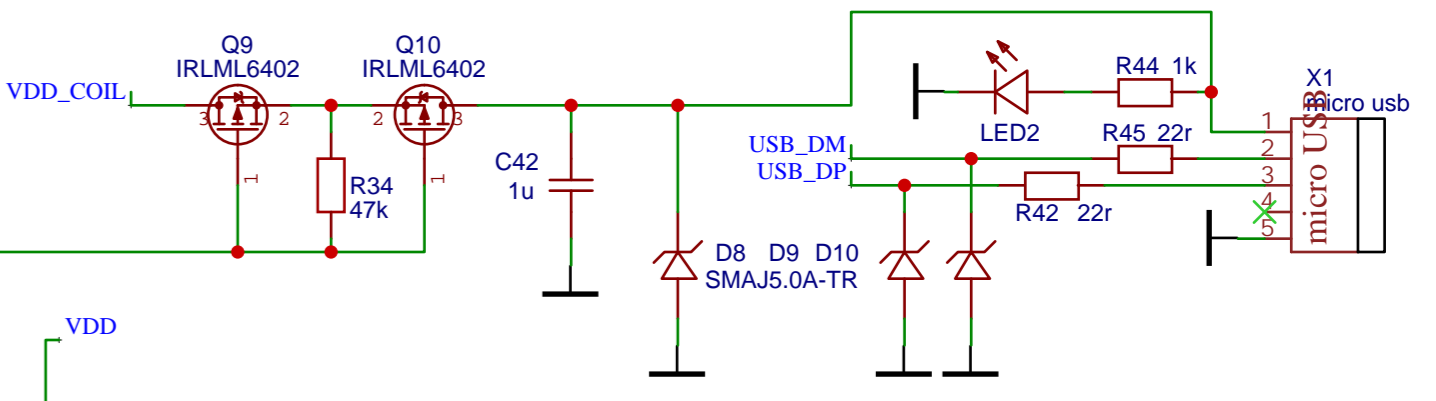 Q9
IRLML6402
Q10
IRLML6402
VDD_COIL
3
2
1
2
3
1
R34
47k
C42
1u
D8 D9 D10
SMAJ5.0A-TR
USB_DM
USB_DP
LED2
R44 1k
R45 22r
R42 22r
X1
micro usb
1
2
3
4
5
micro USB
VDD